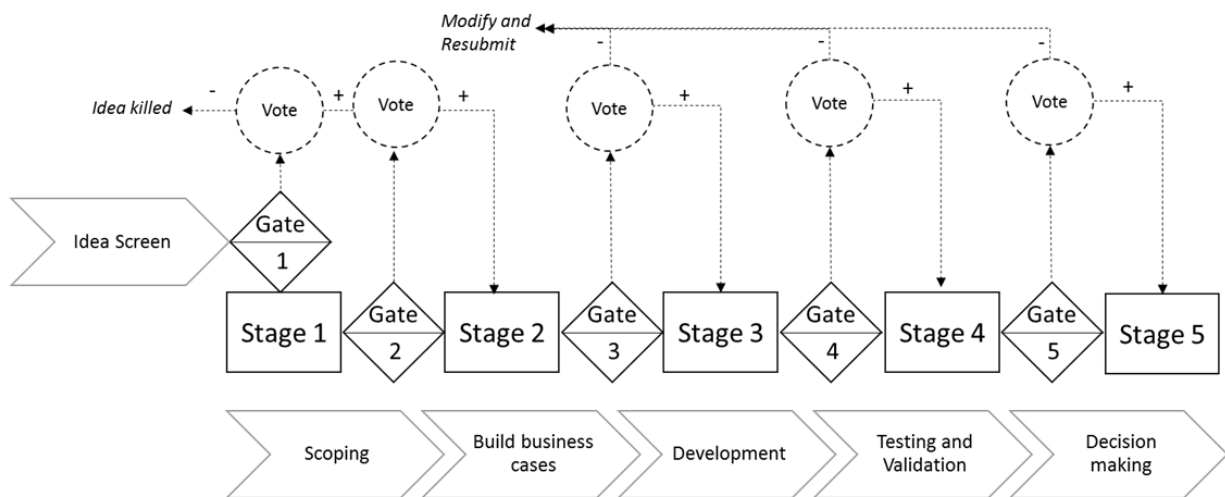 Modify and
Resubmit
-
-
-
-
+
+
+
+
+
Idea killed
Vote
Vote
Vote
Vote
Vote
Idea Screen
Gate
1
Stage 1
Gate
2
Stage 2
Gate
3
Stage 3
Gate
4
Stage 4
Gate
5
Stage 5
Scoping
Build business
cases
Development
Testing and
Validation
Decision
making